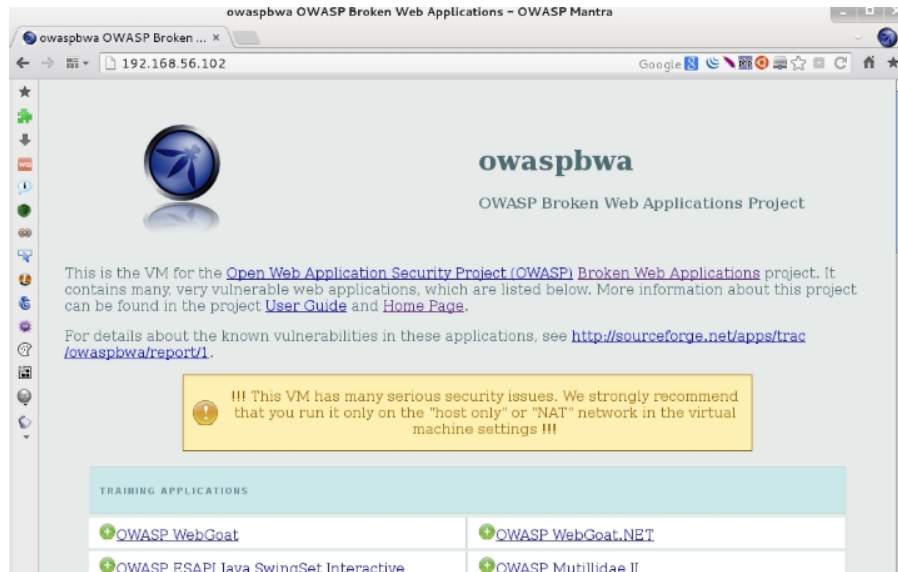 owaspbwa OWASP Broken Web Applications - OWASP Mantra
owaspbwa OWASP Broken ... ×
192.168.56.102
Google
owaspbwa
OWASP Broken Web Applications Project
This is the VM for the Open Web Application Security Project (OWASP) Broken Web Applications project. It
contains many, very vulnerable web applications, which are listed below. More information about this project
can be found in the project User Guide and Home Page.
For details about the known vulnerabilities in these applications, see http://sourceforge.net/apps/trac
/owaspbwa/report/1.
!!! This VM has many serious security issues. We strongly recommend
that you run it only on the "host only" or "NAT" network in the virtual
machine settings !!!
TRAINING APPLICATIONS
OWASP WebGoat
OWASP WebGoat.NET
OWASP ESAPI Java SwingSet Interactive
OWASP Mutillidae II